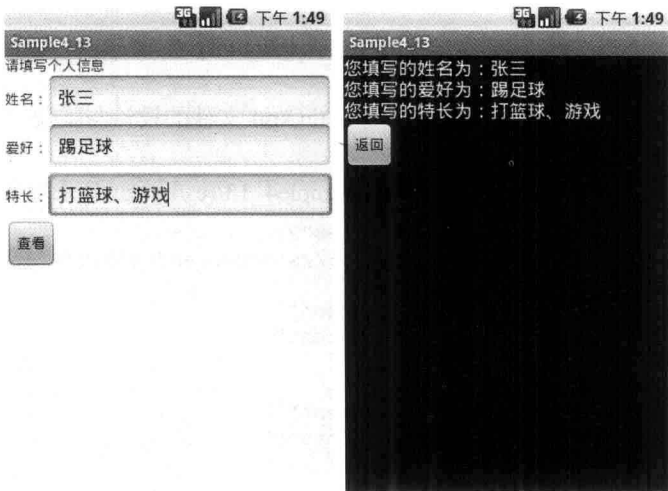 3G 下午 1:49
Sample4_13
请填写个人信息
姓名：张三
爱好：踢足球
特长：打篮球、游戏
查看
3G 下午 1:49
Sample4_13
您填写的姓名为：张三
您填写的爱好为：踢足球
您填写的特长为：打篮球、游戏
返回